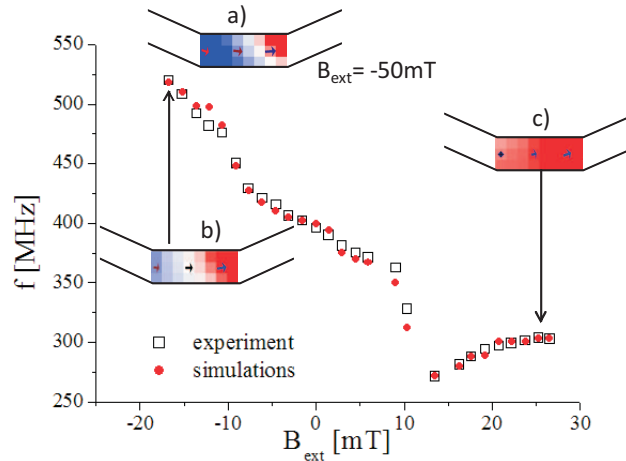 a)
B_ext = -50mT
c)
b)
f [MHz]
550
500
450
400
350
300
250
experiment
simulations
-20 -10 0 10 20 30
B_ext [mT]